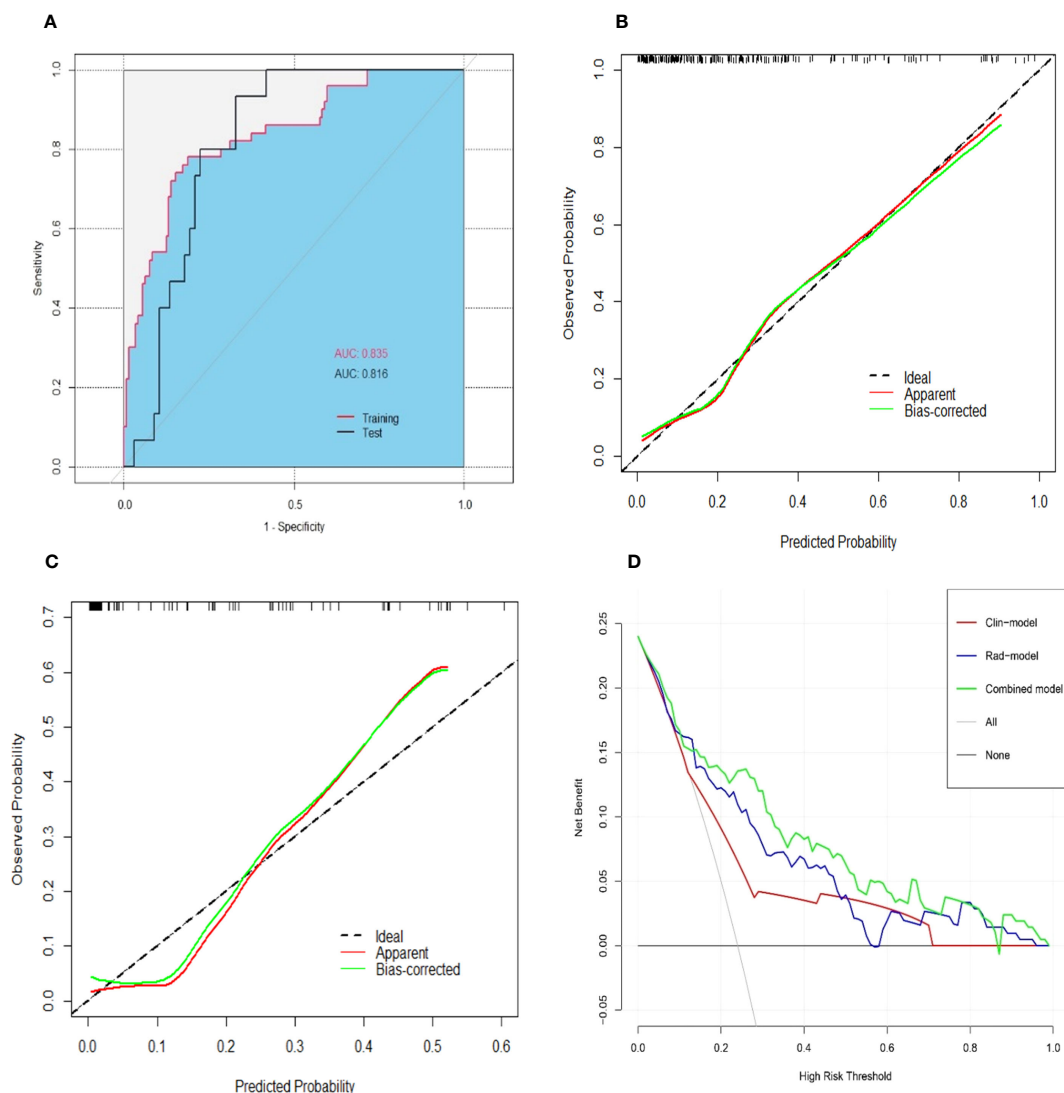 A
1.0
0.8
0.6
0.4
0.2
0.0
Sensitivity
AUC: 0.835
AUC: 0.816
Training
Test
0.0
0.5
1.0
1 - Specificity
B
1.0
0.8
0.6
0.4
0.2
0.0
Observed Probability
Ideal
Apparent
Bias-corrected
0.0
0.2
0.4
0.6
0.8
1.0
Predicted Probability
C
0.7
0.6
0.5
0.4
0.3
0.2
0.1
0.0
Observed Probability
Ideal
Apparent
Bias-corrected
0.0
0.1
0.2
0.3
0.4
0.5
0.6
Predicted Probability
D
0.25
0.20
0.15
0.10
0.05
0.00
−0.05
Net Benefit
Clin−model
Rad−model
Combined model
All
None
0.0
0.2
0.4
0.6
0.8
1.0
High Risk Threshold